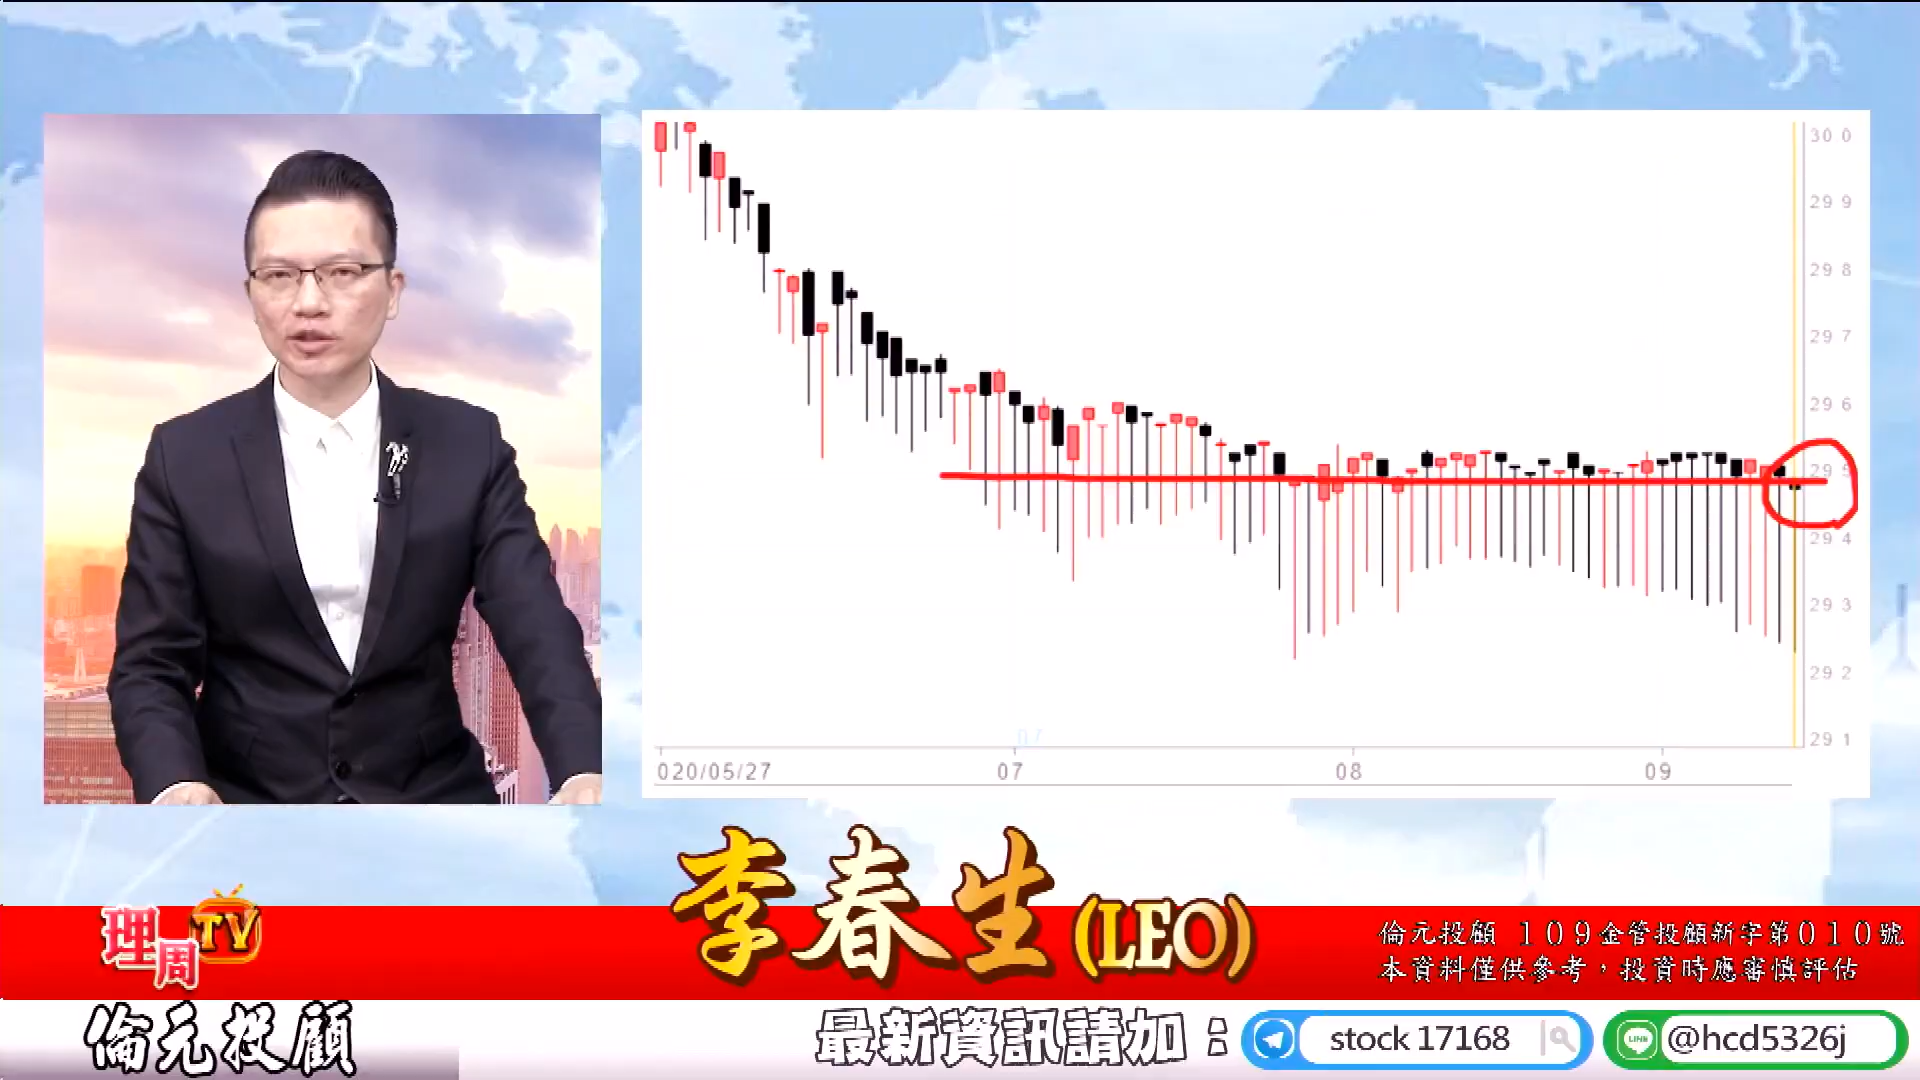 30 0
29 9
29 8
29 7
29 6
29 5
29 4
29 3
29 2
29 1
07
020/05/27 07 08 09
李春生(LEO)
理周TV
倫元投顧 109金管投顧新字第010號
本資料僅供參考，投資時應審慎評估
倫元投顧
最新資訊請加： stock 17168 LINE @hcd5326j